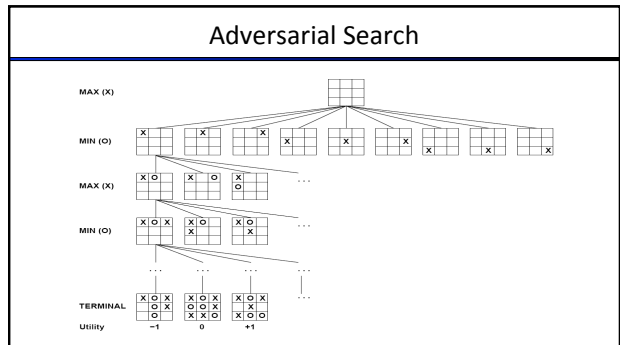 Adversarial Search
MAX (X)
X X X
MIN (O) X X X
X X X
X O X O X ...
MAX (X) O
X O X X O X O ...
MIN (O) X X
... ... ... ...
X O X X O X X O X ...
TERMINAL O X O O X X
O X X O X O O
Utility −1 0 +1